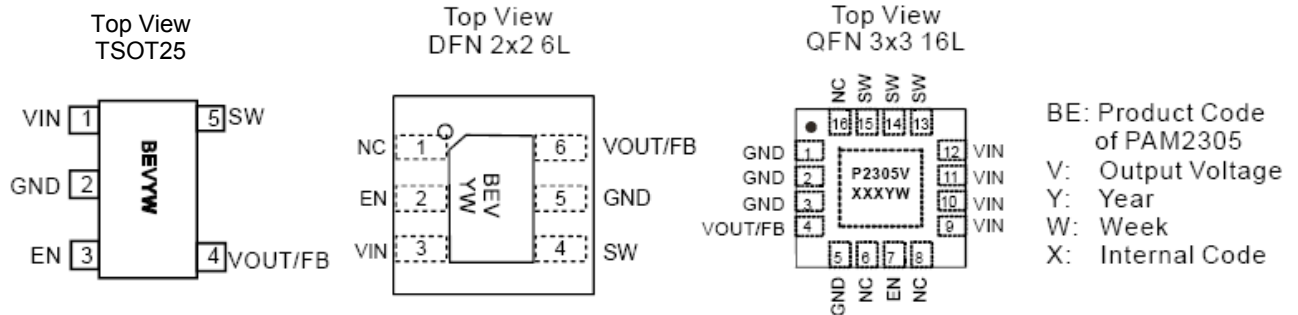 Top View
TSOT25
VIN 1
5 SW
BEVYW
GND 2
EN 3
4 VOUT/FB
Top View
DFN 2x2 6L
NC 1
6 VOUT/FB
EN 2
BEV
YW
5 GND
VIN 3
4 SW
Top View
QFN 3x3 16L
NC SW SW SW
16 15 14 13
GND 1
GND 2
GND 3
VOUT/FB 4
P2305V
XXXYW
12 VIN
11 VIN
10 VIN
9 VIN
5 6 7 8
GND NC EN NC
BE: Product Code
of PAM2305
V: Output Voltage
Y: Year
W: Week
X: Internal Code